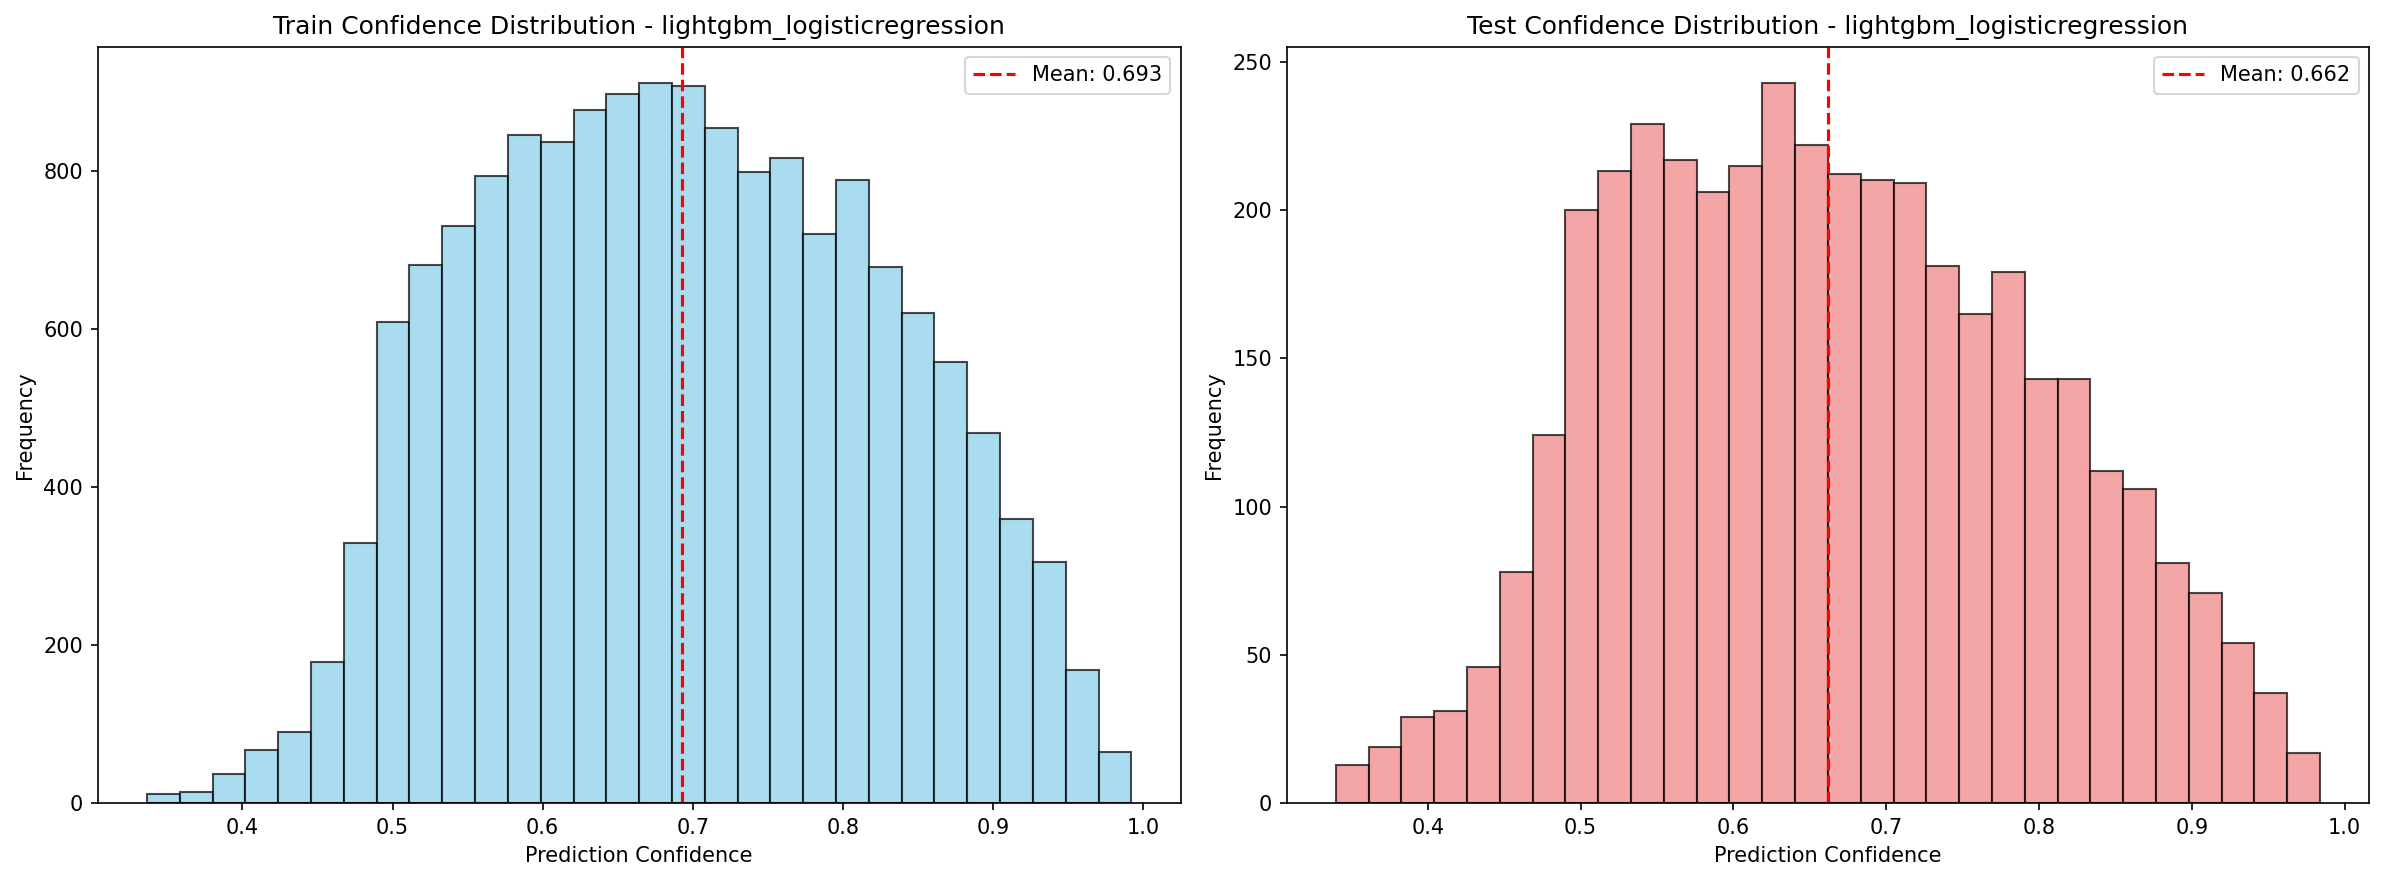 Train Confidence Distribution - lightgbm_logisticregression
Mean: 0.693
Frequency
800
600
400
200
0
0.4 0.5 0.6 0.7 0.8 0.9 1.0
Prediction Confidence
Test Confidence Distribution - lightgbm_logisticregression
Mean: 0.662
Frequency
250
200
150
100
50
0
0.4 0.5 0.6 0.7 0.8 0.9 1.0
Prediction Confidence